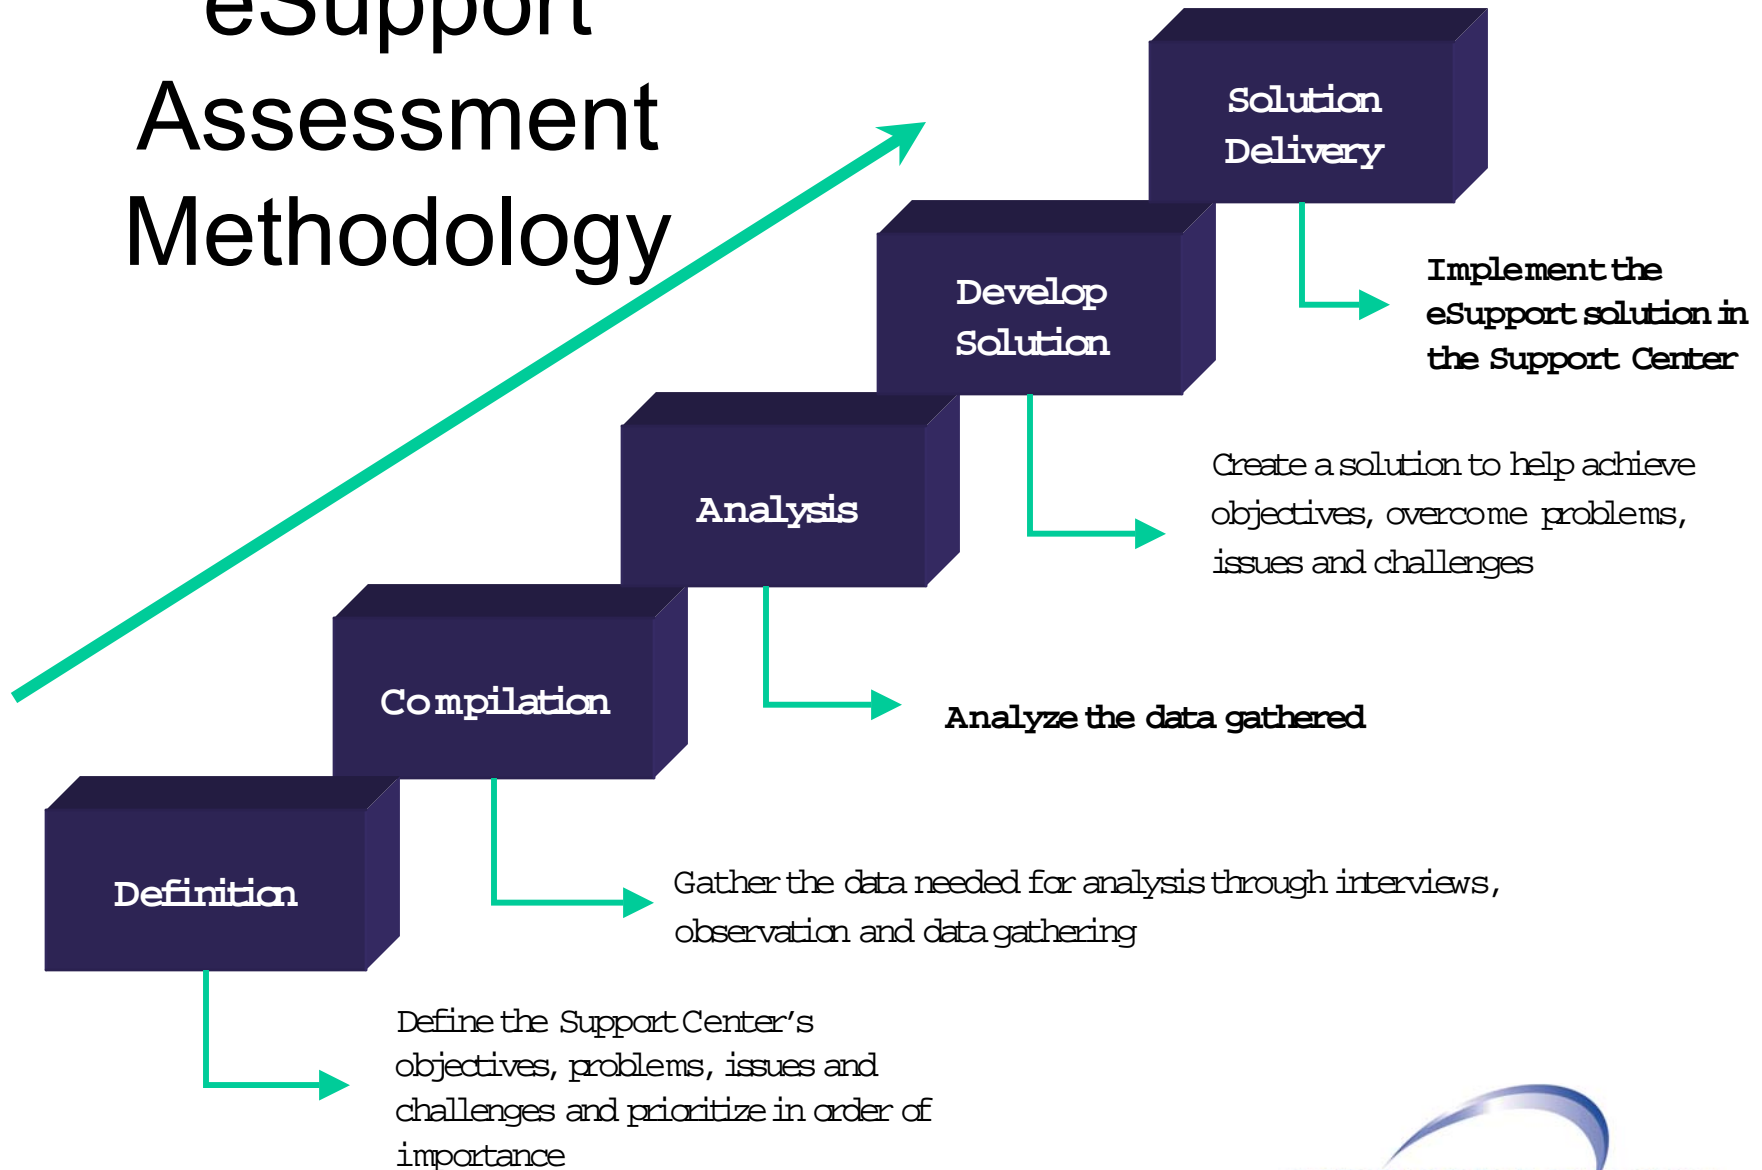 eSupport
Assessment
Methodology
Solution
Delivery
Implement the
eSupport solution in
the Support Center
Develop
Solution
Create a solution to help achieve
objectives, overcome problems,
issues and challenges
Analysis
Analyze the data gathered
Compilation
Gather the data needed for analysis through interviews,
observation and data gathering
Definition
Define the Support Center’s
objectives, problems, issues and
challenges and prioritize in order of
importance